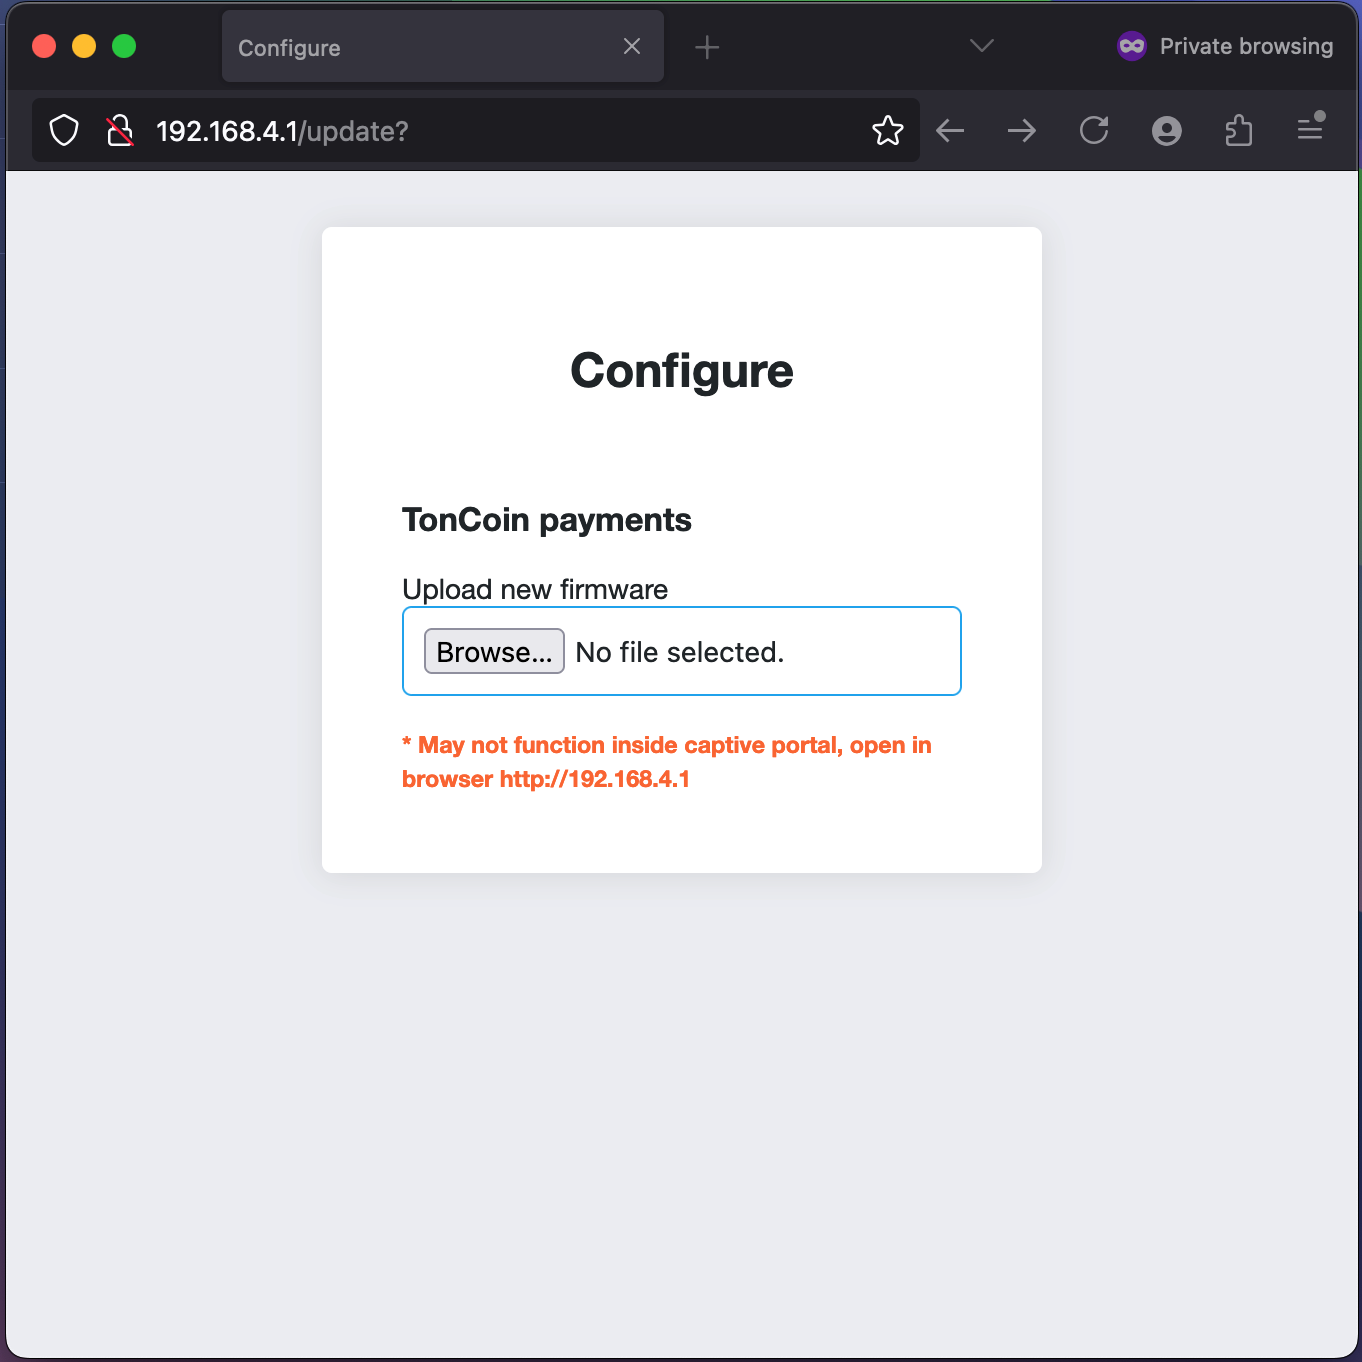 Configure
Private browsing
192.168.4.1/update?
Configure
TonCoin payments
Upload new firmware
Browse... No file selected.
* May not function inside captive portal, open in
browser http://192.168.4.1